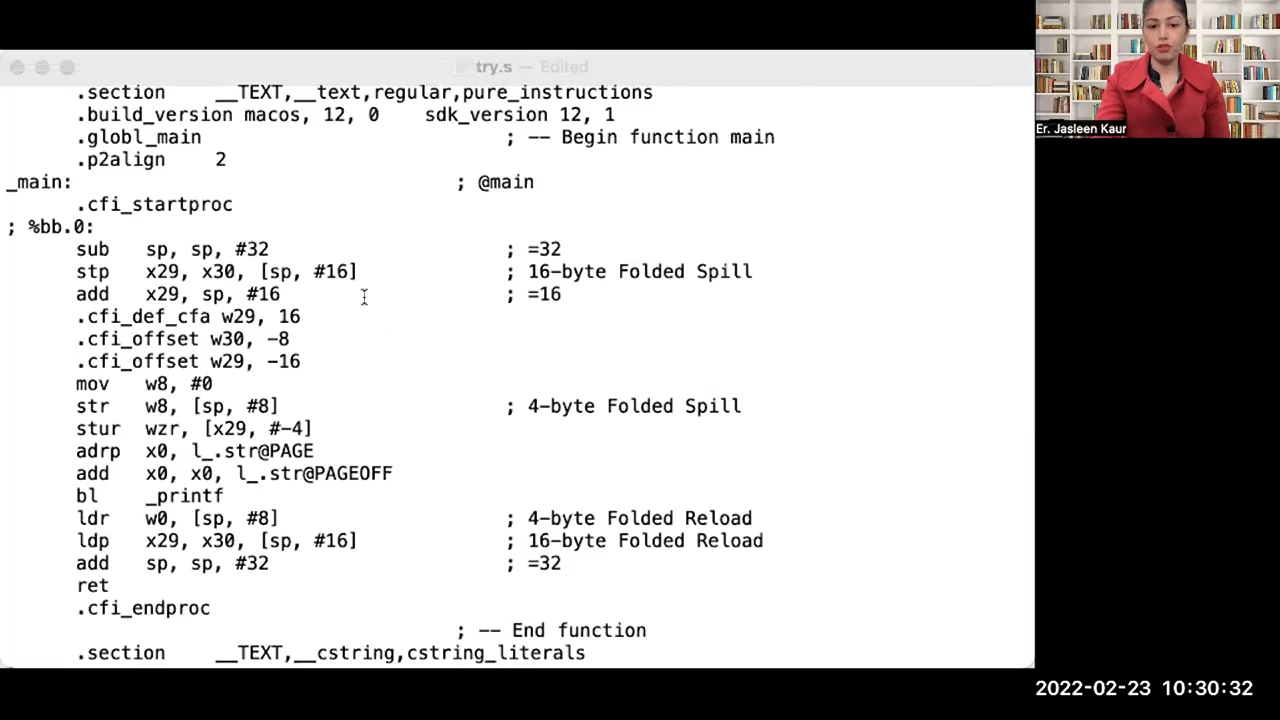 try.s — Edited
.section __TEXT,__text,regular,pure_instructions
.build_version macos, 12, 0 sdk_version 12, 1
.globl_main ; -- Begin function main
.p2align 2
_main: ; @main
.cfi_startproc
; %bb.0:
sub sp, sp, #32 ; =32
stp x29, x30, [sp, #16] ; 16-byte Folded Spill
add x29, sp, #16 ; =16
.cfi_def_cfa w29, 16
.cfi_offset w30, -8
.cfi_offset w29, -16
mov w8, #0
str w8, [sp, #8] ; 4-byte Folded Spill
stur wzr, [x29, #-4]
adrp x0, l_.str@PAGE
add x0, x0, l_.str@PAGEOFF
bl _printf
ldr w0, [sp, #8] ; 4-byte Folded Reload
ldp x29, x30, [sp, #16] ; 16-byte Folded Reload
add sp, sp, #32 ; =32
ret
.cfi_endproc
; -- End function
.section __TEXT,__cstring,cstring_literals
Er. Jasleen Kaur
2022-02-23 10:30:32